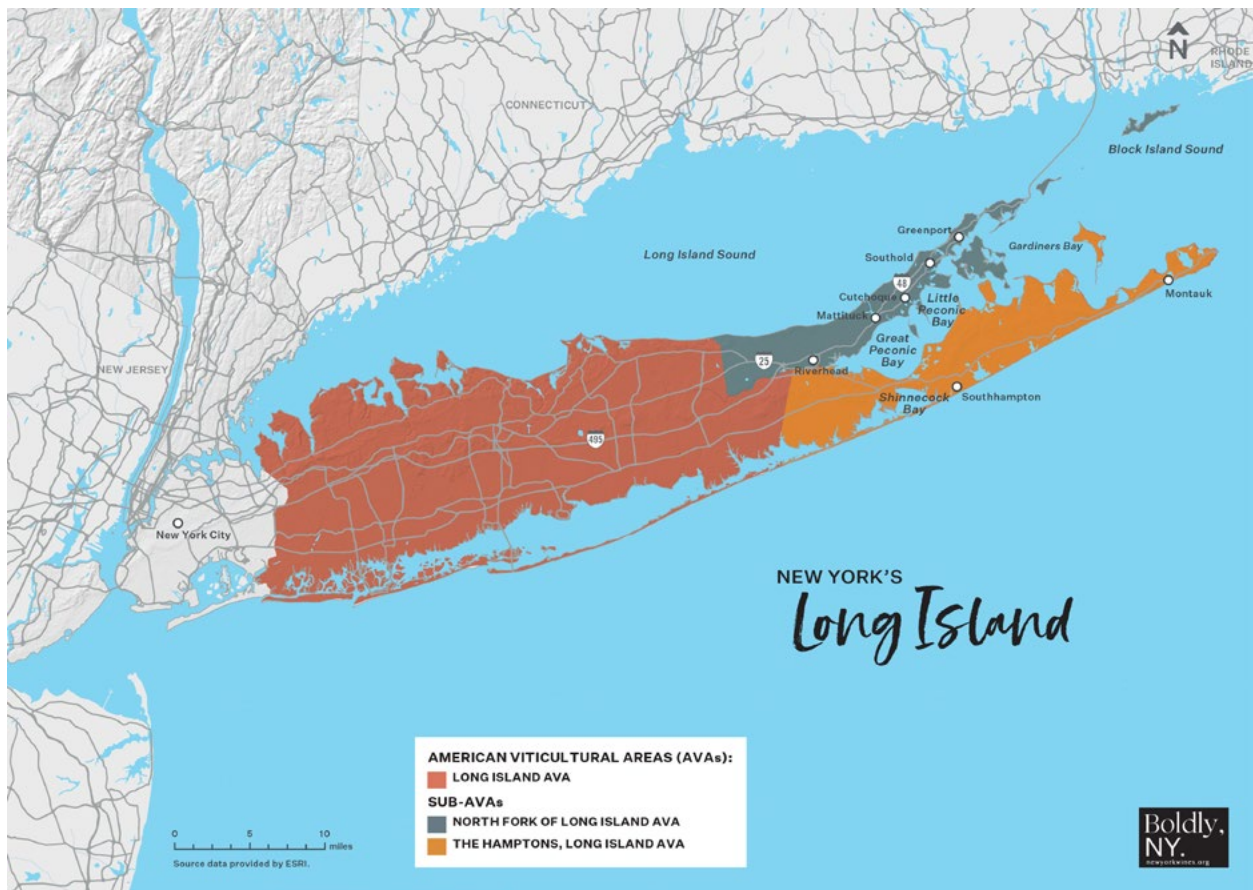 N
RHODE
ISLAND
CONNECTICUT
Block Island Sound
Greenport
Gardiners Bay
Long Island Sound
Southold
48
Cutchogue
Little
Peconic
Bay
Montauk
Mattituck
Great
Peconic
Bay
NEW JERSEY
25
Riverhead
Shinnecock
Bay
Southhampton
495
New York City
NEW YORK'S
Long Island
AMERICAN VITICULTURAL AREAS (AVAs):
LONG ISLAND AVA
SUB-AVAs
NORTH FORK OF LONG ISLAND AVA
THE HAMPTONS, LONG ISLAND AVA
0 5 10
miles
Source data provided by ESRI.
Boldly,
NY.
newyorkwines.org